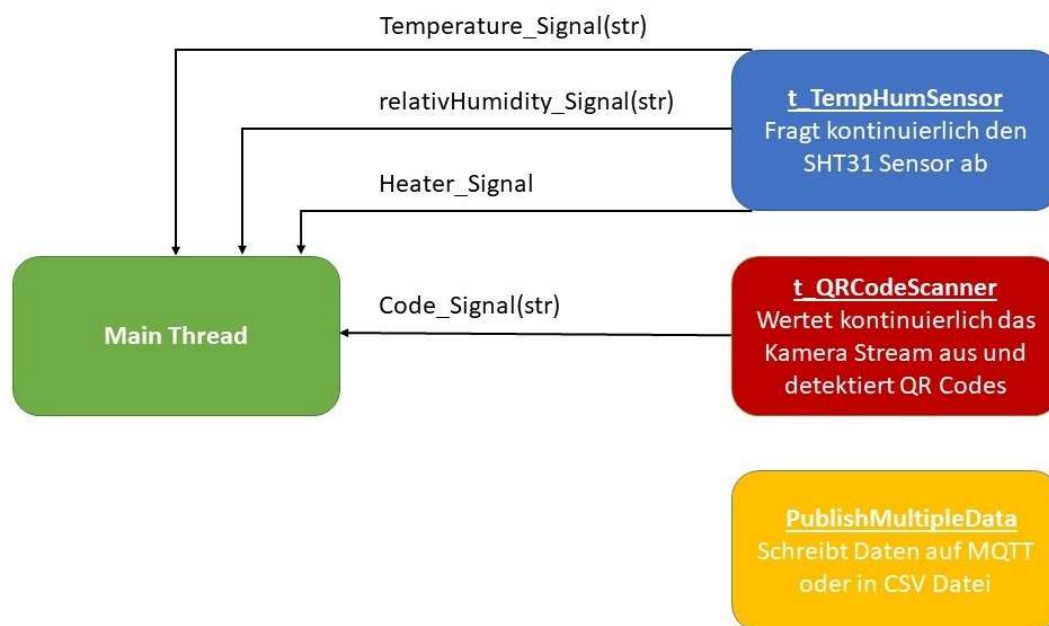 Temperature_Signal(str)
relativHumidity_Signal(str)
Heater_Signal
t_TempHumSensor
Fragt kontinuierlich den
SHT31 Sensor ab
Main Thread
Code_Signal(str)
t_QRCodeScanner
Wertet kontinuierlich das
Kamera Stream aus und
detektiert QR Codes
PublishMultipleData
Schreibt Daten auf MQTT
oder in CSV Datei